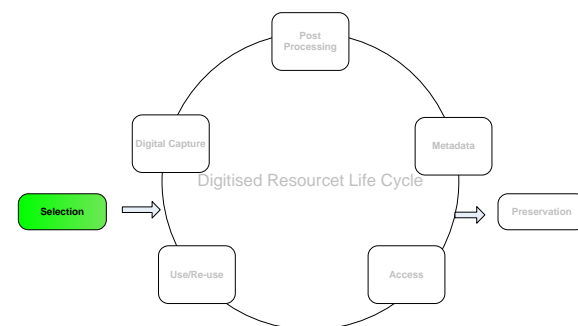 Post
Processing
Digital Capture
Metadata
Digitised Resourcet Life Cycle
Selection
Preservation
Use/Re-use
Access